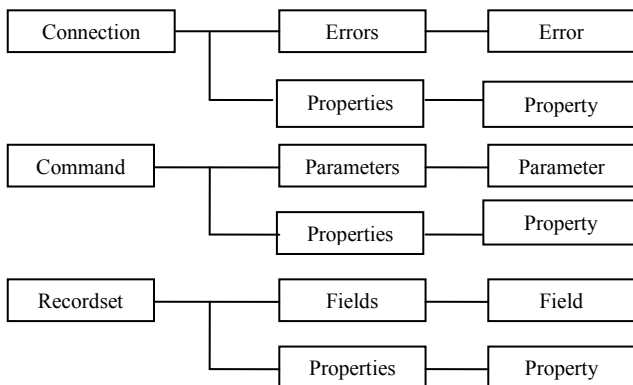 Connection Errors Error
Properties Property
Command Parameters Parameter
Properties Property
Recordset Fields Field
Properties Property